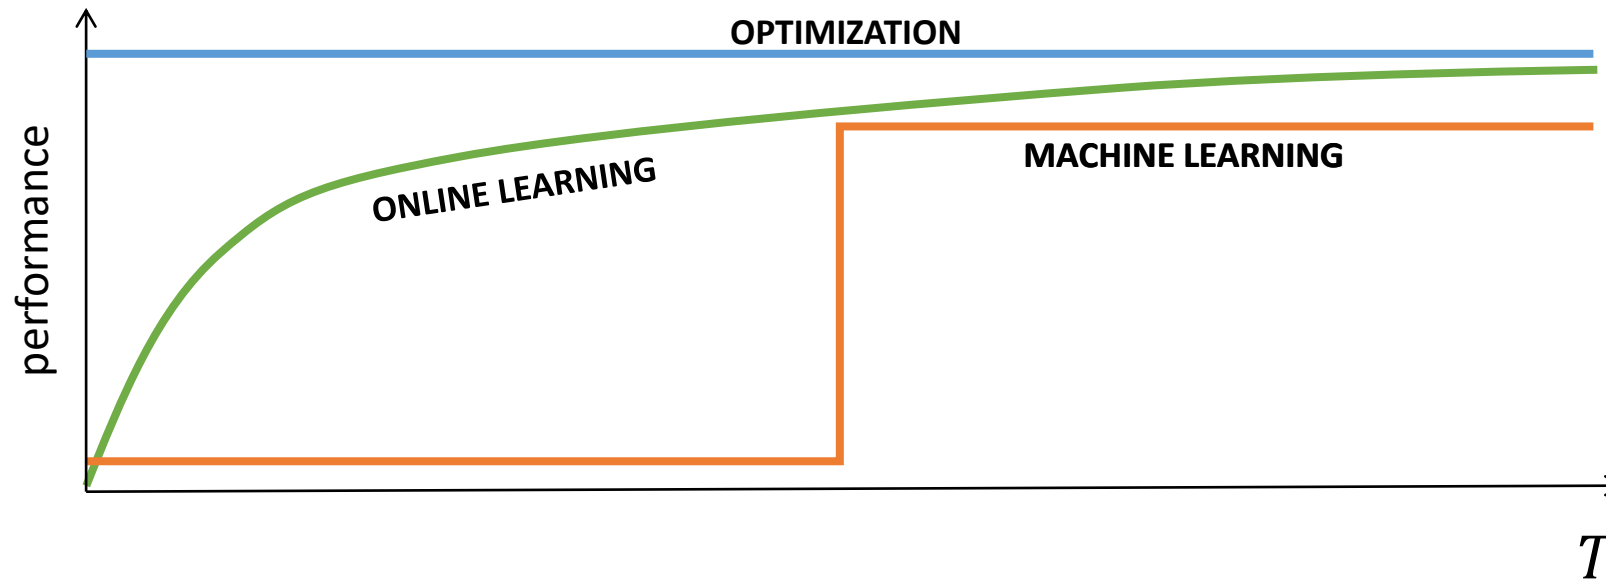 OPTIMIZATION
performance
ONLINE LEARNING
MACHINE LEARNING
T